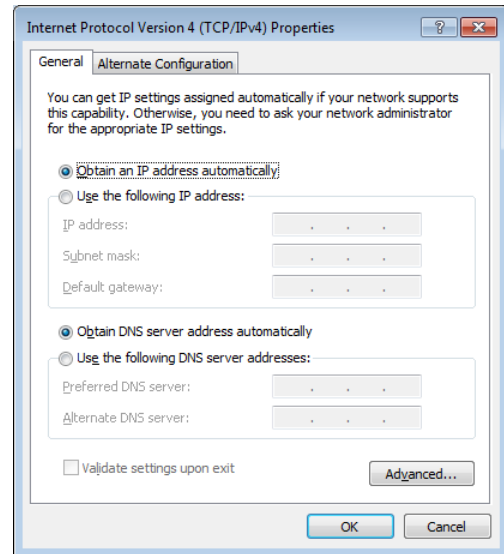 Internet Protocol Version 4 (TCP/IPv4) Properties
General
Alternate Configuration
You can get IP settings assigned automatically if your network supports
this capability. Otherwise, you need to ask your network administrator
for the appropriate IP settings.
Obtain an IP address automatically
Use the following IP address:
IP address:
Subnet mask:
Default gateway:
Obtain DNS server address automatically
Use the following DNS server addresses:
Preferred DNS server:
Alternate DNS server:
Validate settings upon exit
Advanced...
OK
Cancel